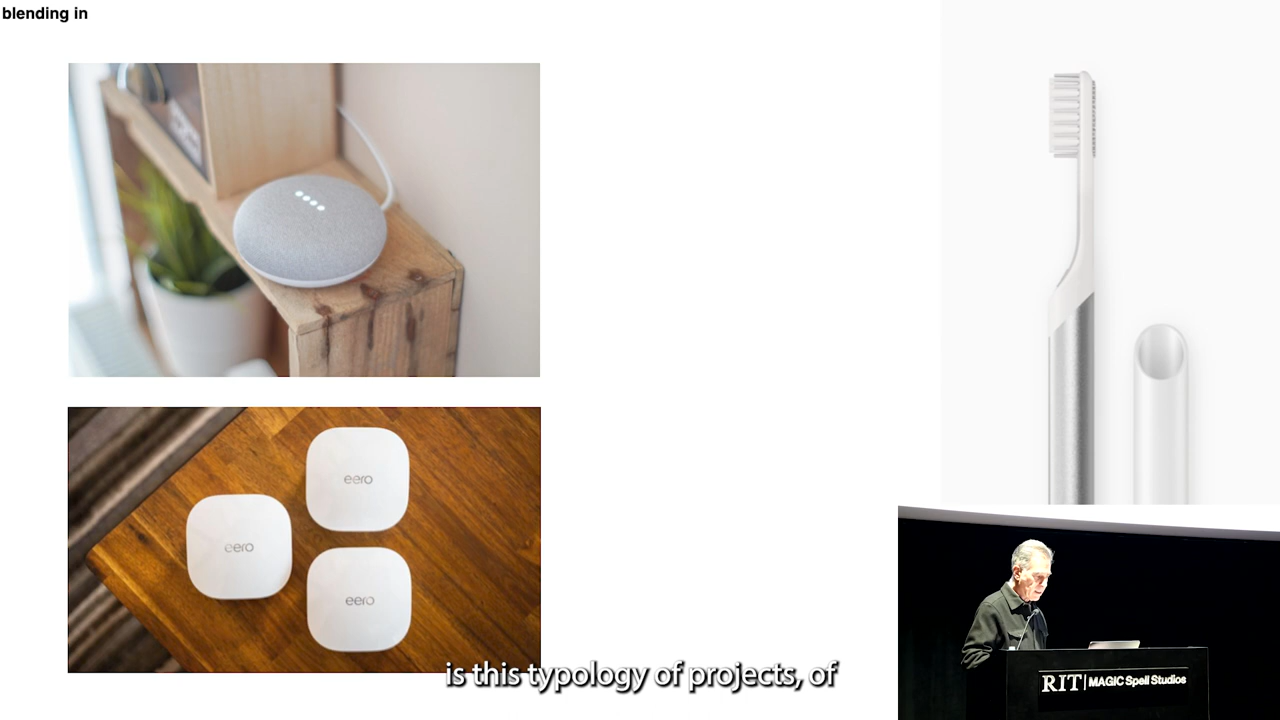 blending in
eero
eero
eero
is this typology of projects, of
RIT | MAGIC Spell Studios